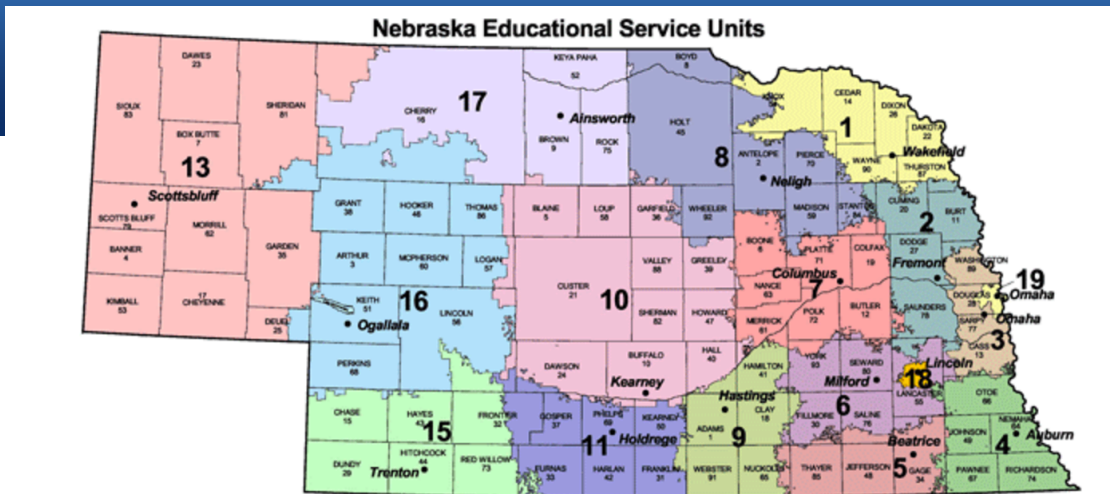 Nebraska Educational Service Units
DAWES
23
SIOUX
83
SHERIDAN
81
BOX BUTTE
7
13
Scottsbluff
SCOTTS BLUFF
79
MORRILL
62
GARDEN
35
BANNER
4
KIMBALL
53
17
CHEYENNE
DEUEL
25
CHERRY
16
17
KEYA PAHA
52
Ainsworth
BROWN
9
ROCK
75
BOYD
8
HOLT
45
8
KNOX
54
ANTELOPE
2
PIERCE
70
Neligh
MADISON
59
STANTON
84
WHEELER
92
CEDAR
14
DIXON
26
DAKOTA
22
1
Wakefield
WAYNE
90
THURSTON
87
GRANT
38
HOOKER
46
THOMAS
86
ARTHUR
3
MCPHERSON
60
LOGAN
57
KEITH
51
16
LINCOLN
56
Ogallala
PERKINS
68
BLAINE
5
LOUP
58
GARFIELD
36
CUSTER
21
10
VALLEY
88
GREELEY
39
SHERMAN
82
HOWARD
47
DAWSON
24
BUFFALO
10
HALL
40
Kearney
BOONE
6
PLATTE
71
COLFAX
19
Columbus
NANCE
63
7
MERRICK
61
POLK
72
BUTLER
12
CUMING
20
2
BURT
11
DODGE
27
Fremont
SAUNDERS
78
WASHINGTON
89
19
DOUGLAS
28
Omaha
Omaha
SARPY
77
3
CASS
13
CHASE
15
HAYES
43
15
FRONTIER
32
DUNDY
29
HITCHCOCK
44
RED WILLOW
73
Trenton
GOSPER
37
PHELPS
69
KEARNEY
50
11
Holdrege
FURNAS
33
HARLAN
42
FRANKLIN
31
HAMILTON
41
Hastings
ADAMS
1
CLAY
18
9
WEBSTER
91
NUCKOLLS
65
YORK
93
SEWARD
80
Milford
Lincoln
18
LANCASTER
55
6
FILLMORE
30
SALINE
76
Beatrice
THAYER
85
JEFFERSON
48
5
GAGE
34
OTOE
66
JOHNSON
49
NEMAHA
64
4
Auburn
PAWNEE
67
RICHARDSON
74